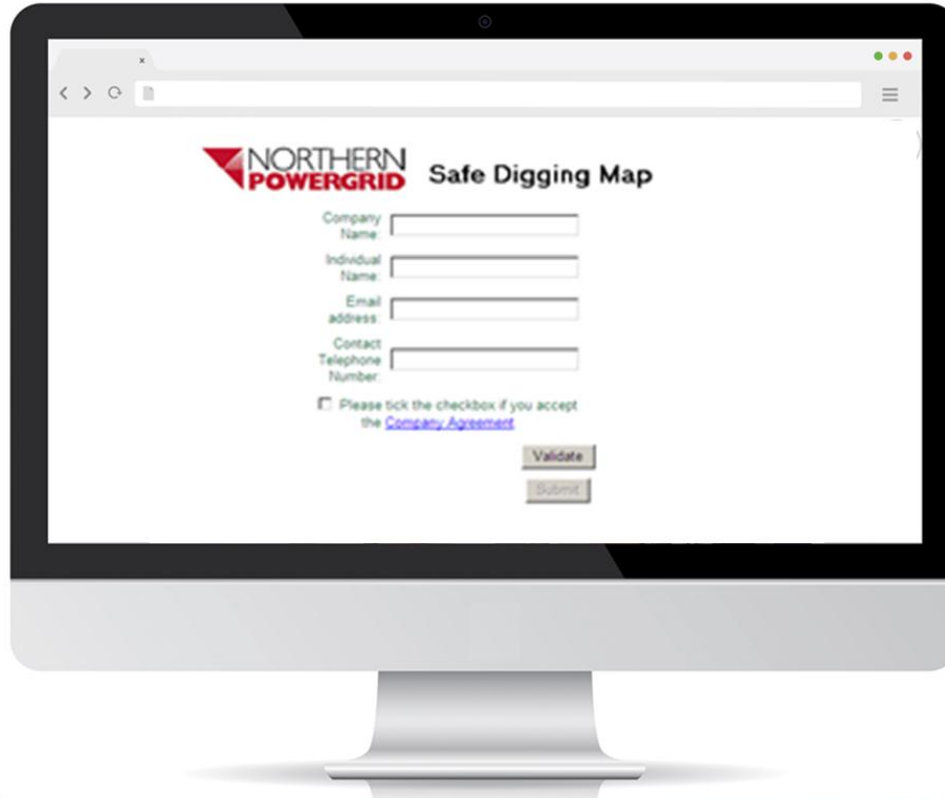 NORTHERN
POWERGRID
Safe Digging Map
Company
Name:
Individual
Name:
Email
address:
Contact
Telephone
Number:
Please tick the checkbox if you accept
the Company Agreement
Validate
Submit